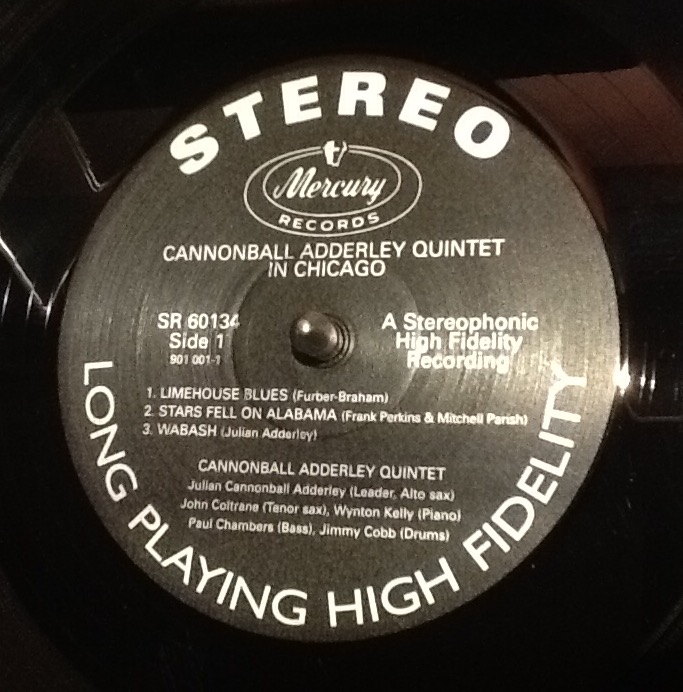 STEREO
Mercury
RECORDS
CANNONBALL ADDERLEY QUINTET
IN CHICAGO
SR 60134
Side 1
901 001-1
A Stereophonic
High Fidelity
Recording
1. LIMEHOUSE BLUES (Furber-Braham)
2. STARS FELL ON ALABAMA (Frank Perkins & Mitchell Parish)
3. WABASH (Julian Adderley)
CANNONBALL ADDERLEY QUINTET
Julian Cannonball Adderley (Leader, Alto sax)
John Coltrane (Tenor sax), Wynton Kelly (Piano)
Paul Chambers (Bass), Jimmy Cobb (Drums)
LONG PLAYING HIGH FIDELITY